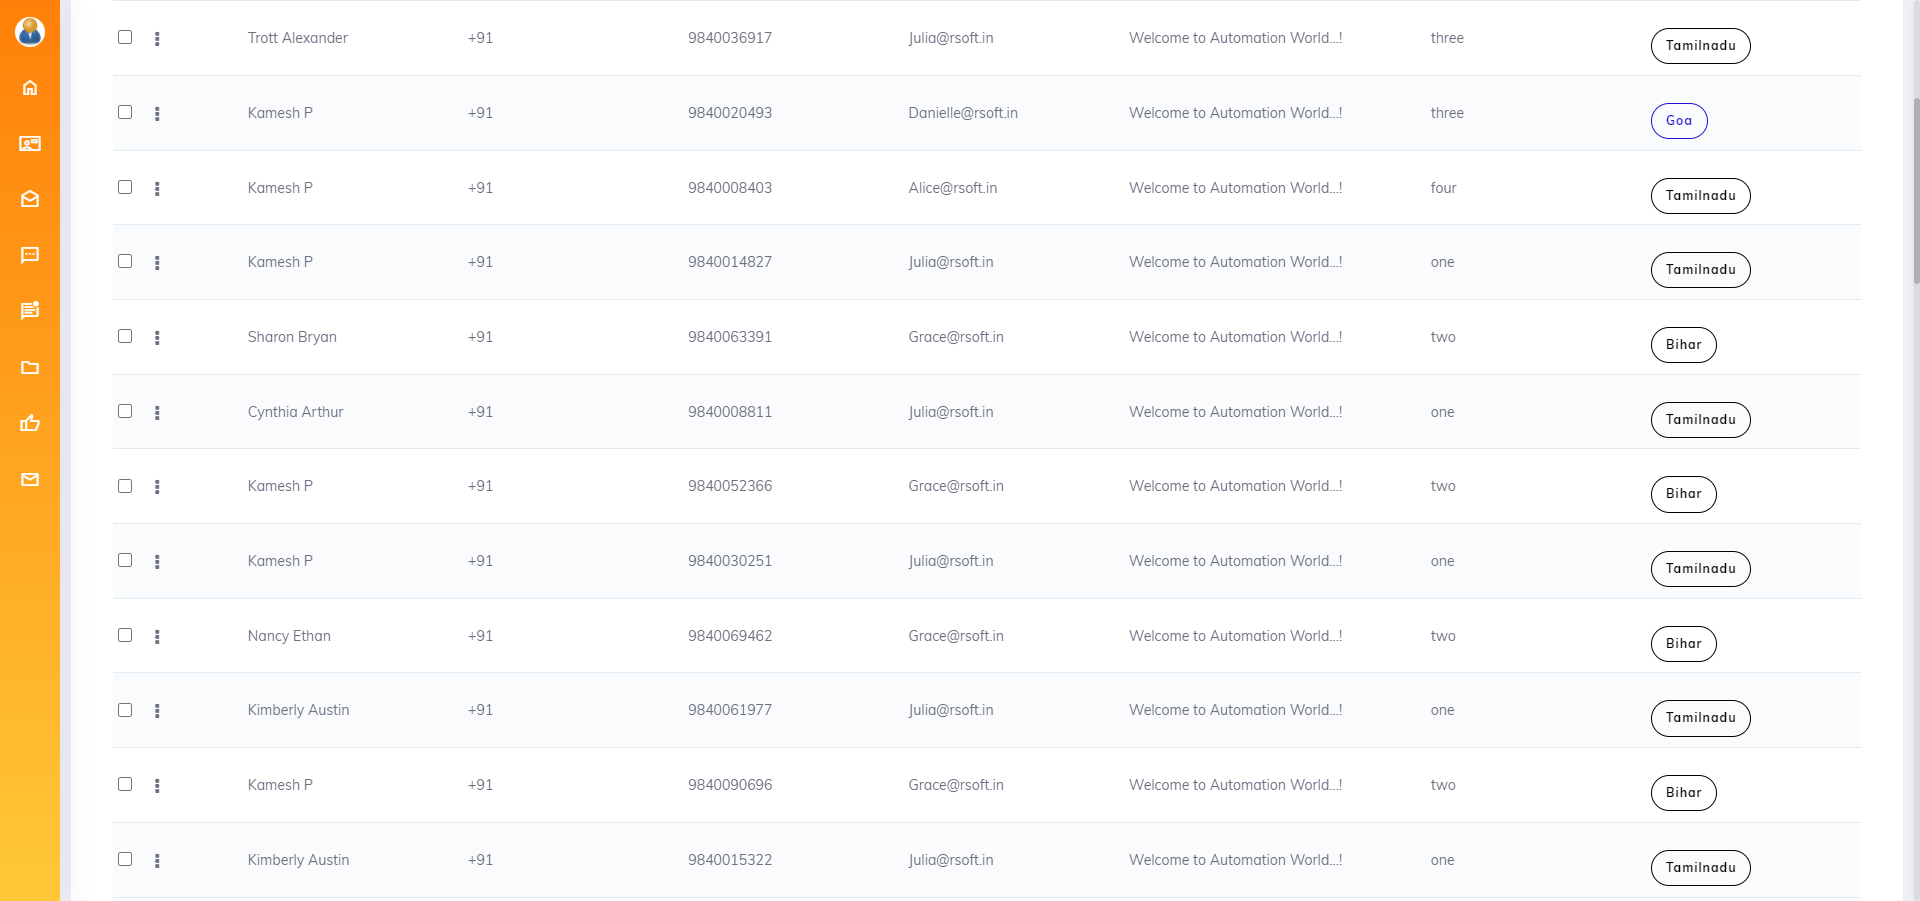 Trott Alexander +91 9840036917 Julia@rsoft.in Welcome to Automation World...! three Tamilnadu
Kamesh P +91 9840020493 Danielle@rsoft.in Welcome to Automation World...! three Goa
Kamesh P +91 9840008403 Alice@rsoft.in Welcome to Automation World...! four Tamilnadu
Kamesh P +91 9840014827 Julia@rsoft.in Welcome to Automation World...! one Tamilnadu
Sharon Bryan +91 9840063391 Grace@rsoft.in Welcome to Automation World...! two Bihar
Cynthia Arthur +91 9840008811 Julia@rsoft.in Welcome to Automation World...! one Tamilnadu
Kamesh P +91 9840052366 Grace@rsoft.in Welcome to Automation World...! two Bihar
Kamesh P +91 9840030251 Julia@rsoft.in Welcome to Automation World...! one Tamilnadu
Nancy Ethan +91 9840069462 Grace@rsoft.in Welcome to Automation World...! two Bihar
Kimberly Austin +91 9840061977 Julia@rsoft.in Welcome to Automation World...! one Tamilnadu
Kamesh P +91 9840090696 Grace@rsoft.in Welcome to Automation World...! two Bihar
Kimberly Austin +91 9840015322 Julia@rsoft.in Welcome to Automation World...! one Tamilnadu